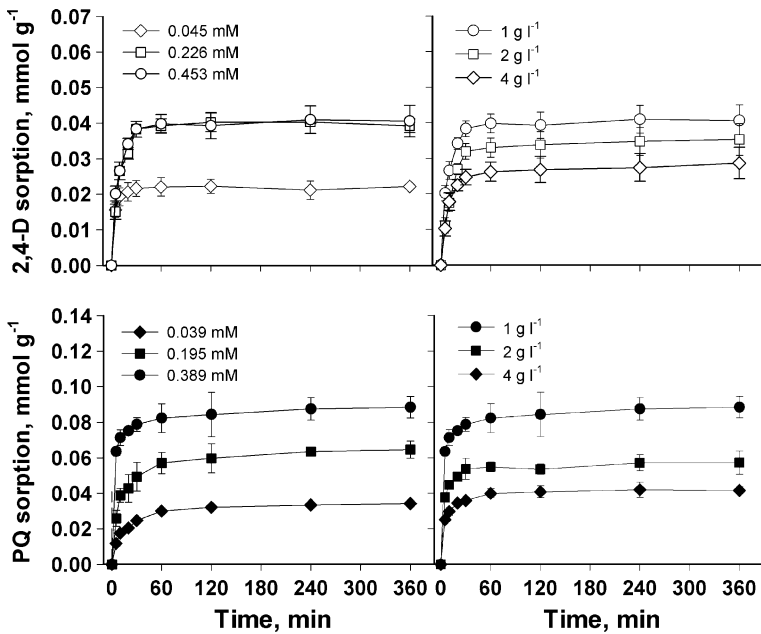 2,4-D sorption, mmol g-1
0.07
0.06
0.05
0.04
0.03
0.02
0.01
0.00
0.045 mM
0.226 mM
0.453 mM
1 g l-1
2 g l-1
4 g l-1
PQ sorption, mmol g-1
0.14
0.12
0.10
0.08
0.06
0.04
0.02
0.00
0.039 mM
0.195 mM
0.389 mM
1 g l-1
2 g l-1
4 g l-1
0 60 120 180 240 300 360
0 60 120 180 240 300 360
Time, min
Time, min